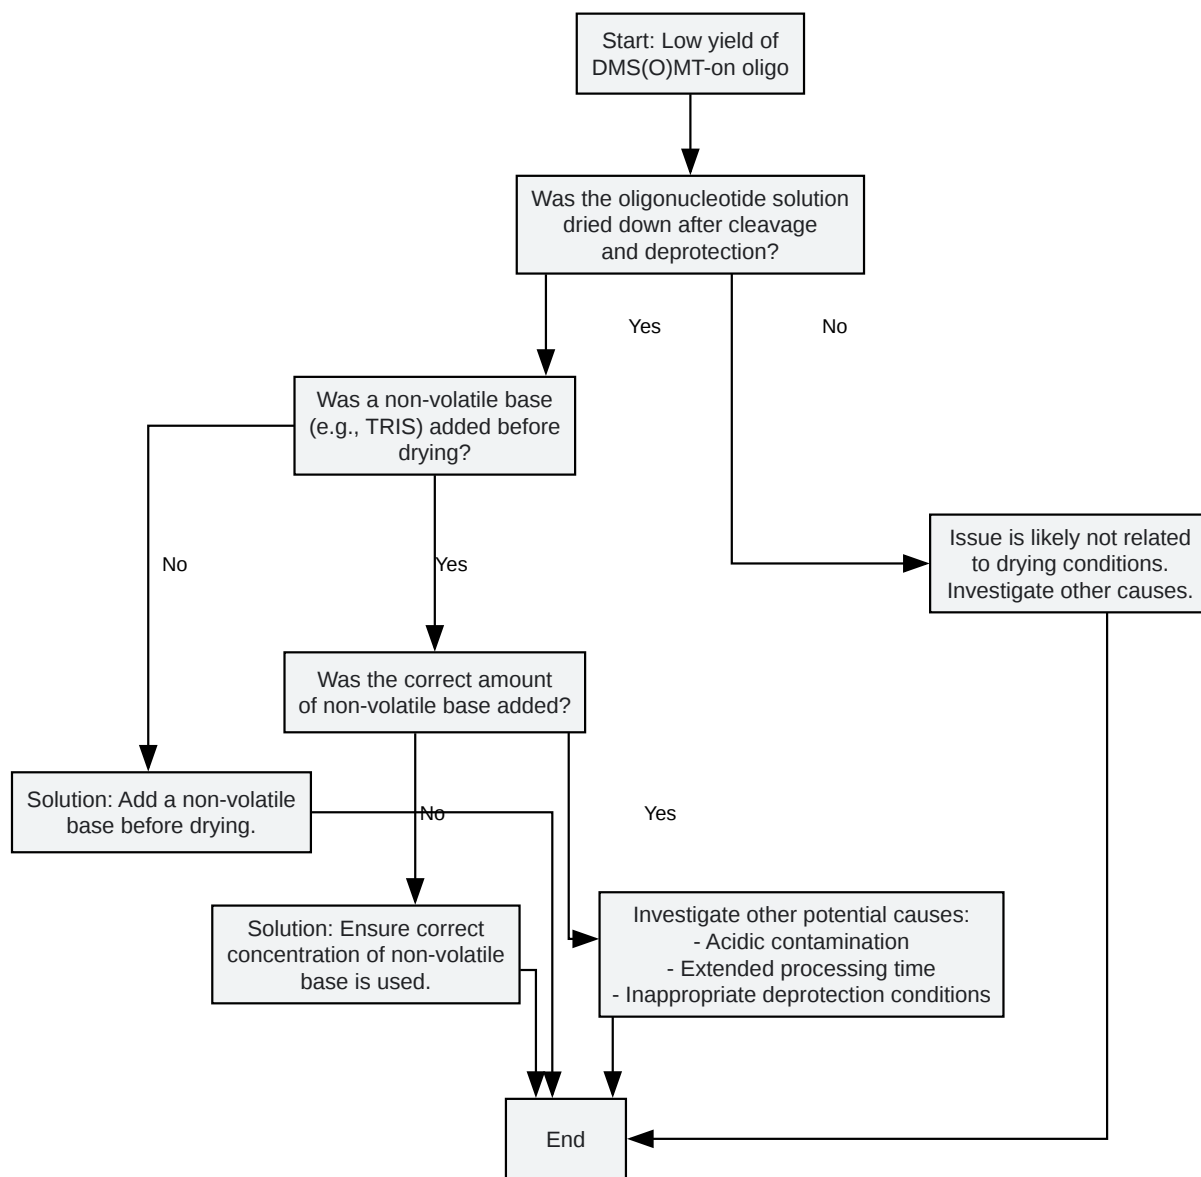 Start: Low yield of
DMS(O)MT-on oligo
Was the oligonucleotide solution
dried down after cleavage
and deprotection?
Yes
No
Was a non-volatile base
(e.g., TRIS) added before
drying?
No
Yes
Issue is likely not related
to drying conditions.
Investigate other causes.
Was the correct amount
of non-volatile base added?
Solution: Add a non-volatile
base before drying.
No
Yes
Solution: Ensure correct
concentration of non-volatile
base is used.
Investigate other potential causes:
- Acidic contamination
- Extended processing time
- Inappropriate deprotection conditions
End